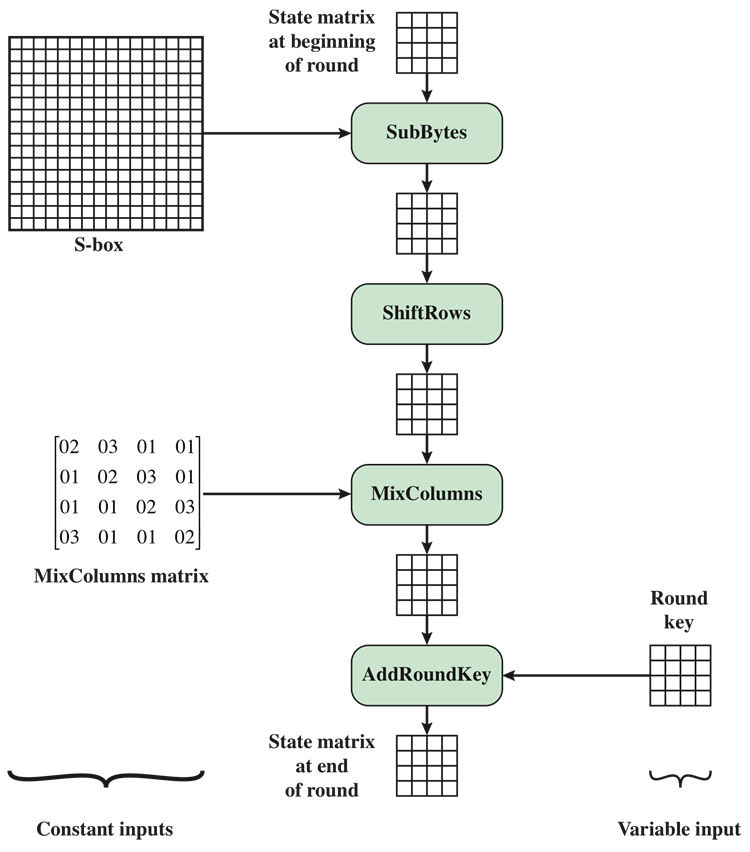 State matrix
at beginning
of round
SubBytes
S-box
ShiftRows
02 03 01 01
01 02 03 01
01 01 02 03
03 01 01 02
MixColumns
MixColumns matrix
Round
key
AddRoundKey
State matrix
at end
of round
Constant inputs
Variable input